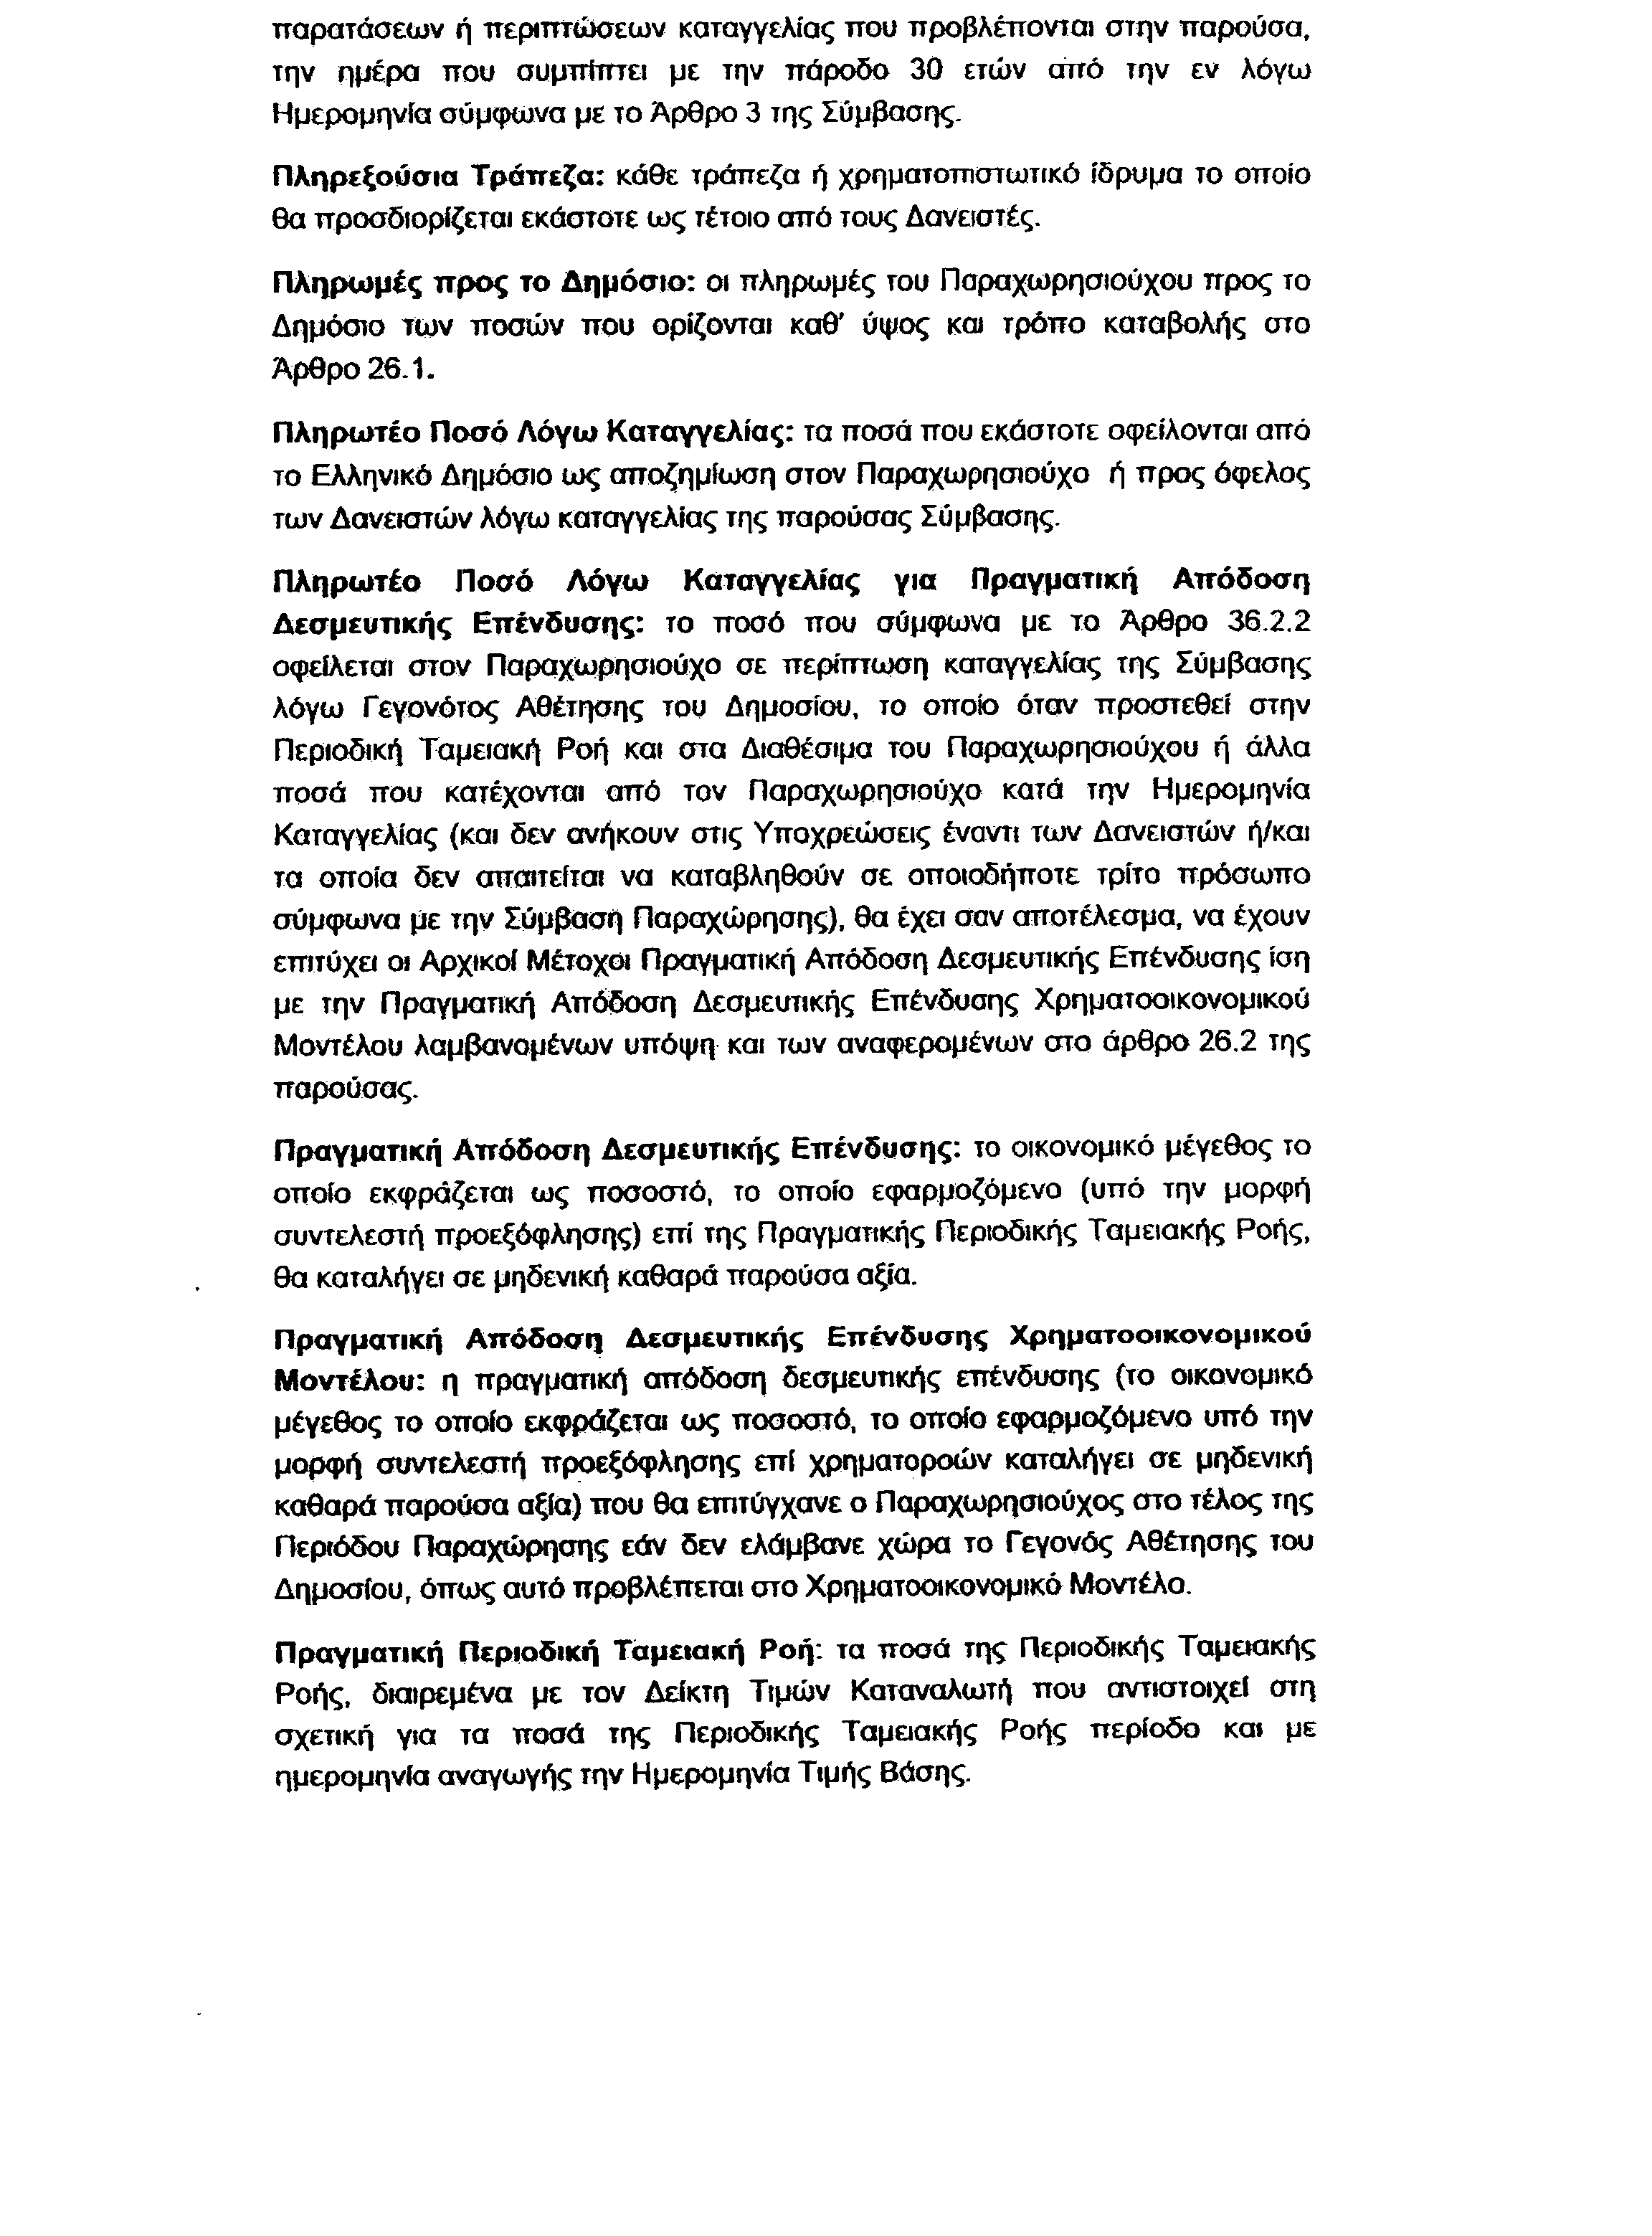 παρατάσεων ή περιπτώσεων καταγγελίας που προβλέπονται στην παρούσα,
την ημέρα που συμπίπτει με την πάροδο 30 ετών από την εν λόγω
Ημερομηνία σύμφωνα με το Άρθρο 3 της Σύμβασης.
Πληρεξούσια Τράπεζα: κάθε τράπεζα ή χρηματοπιστωτικό ίδρυμα το οποίο
θα προσδιορίζεται εκάστοτε ως τέτοιο από τους Δανειστές.
Πληρωμές προς το Δημόσιο: οι πληρωμές του Παραχωρησιούχου προς το
Δημόσιο των ποσών που ορίζονται καθ' ύψος και τρόπο καταβολής στο
Άρθρο 26.1.
Πληρωτέο Ποσό Λόγω Καταγγελίας: τα ποσά που εκάστοτε οφείλονται από
το Ελληνικό Δημόσιο ως αποζημίωση στον Παραχωρησιούχο ή προς όφελος
των Δανειστών λόγω καταγγελίας της παρούσας Σύμβασης.
Πληρωτέο Ποσό Λόγω Καταγγελίας για Πραγματική Απόδοση
Δεσμευτικής Επένδυσης: το ποσό που σύμφωνα με το Άρθρο 36.2.2
οφείλεται στον Παραχωρησιούχο σε περίπτωση καταγγελίας της Σύμβασης
λόγω Γεγονότος Αθέτησης του Δημοσίου, το οποίο όταν προστεθεί στην
Περιοδική Ταμειακή Ροή και στα Διαθέσιμα του Παραχωρησιούχου ή άλλα
ποσά που κατέχονται από τον Παραχωρησιούχο κατά την Ημερομηνία
Καταγγελίας (και δεν ανήκουν στις Υποχρεώσεις έναντι των Δανειστών ή/και
τα οποία δεν απαιτείται να καταβληθούν σε οποιοδήποτε τρίτο πρόσωπο
σύμφωνα με την Σύμβαση Παραχώρησης), θα έχει σαν αποτέλεσμα, να έχουν
επιτύχει οι Αρχικοί Μέτοχοι Πραγματική Απόδοση Δεσμευτικής Επένδυσης ίση
με την Πραγματική Απόδοση Δεσμευτικής Επένδυσης Χρηματοοικονομικού
Μοντέλου λαμβανομένων υπόψη και των αναφερομένων στο άρθρο 26.2 της
παρούσας.
Πραγματική Απόδοση Δεσμευτικής Επένδυσης: το οικονομικό μέγεθος το
οποίο εκφράζεται ως ποσοστό, το οποίο εφαρμοζόμενο (υπό την μορφή
συντελεστή προεξόφλησης) επί της Πραγματικής Περιοδικής Ταμειακής Ροής,
θα καταλήγει σε μηδενική καθαρά παρούσα αξία.
Πραγματική Απόδοση Δεσμευτικής Επένδυσης Χρηματοοικονομικού
Μοντέλου: η πραγματική απόδοση δεσμευτικής επένδυσης (το οικονομικό
μέγεθος το οποίο εκφράζεται ως ποσοστό, το οποίο εφαρμοζόμενο υπό την
μορφή συντελεστή προεξόφλησης επί χρηματοροών καταλήγει σε μηδενική
καθαρά παρούσα αξία) που θα επιτύγχανε ο Παραχωρησιούχος στο τέλος της
Περιόδου Παραχώρησης εάν δεν ελάμβανε χώρα το Γεγονός Αθέτησης του
Δημοσίου, όπως αυτό προβλέπεται στο Χρηματοοικονομικό Μοντέλο.
Πραγματική Περιοδική Ταμειακή Ροή: τα ποσά της Περιοδικής Ταμειακής
Ροής, διαιρεμένα με τον Δείκτη Τιμών Καταναλωτή που αντιστοιχεί στη
σχετική για τα ποσά της Περιοδικής Ταμειακής Ροής περίοδο και με
ημερομηνία αναγωγής την Ημερομηνία Τιμής Βάσης.